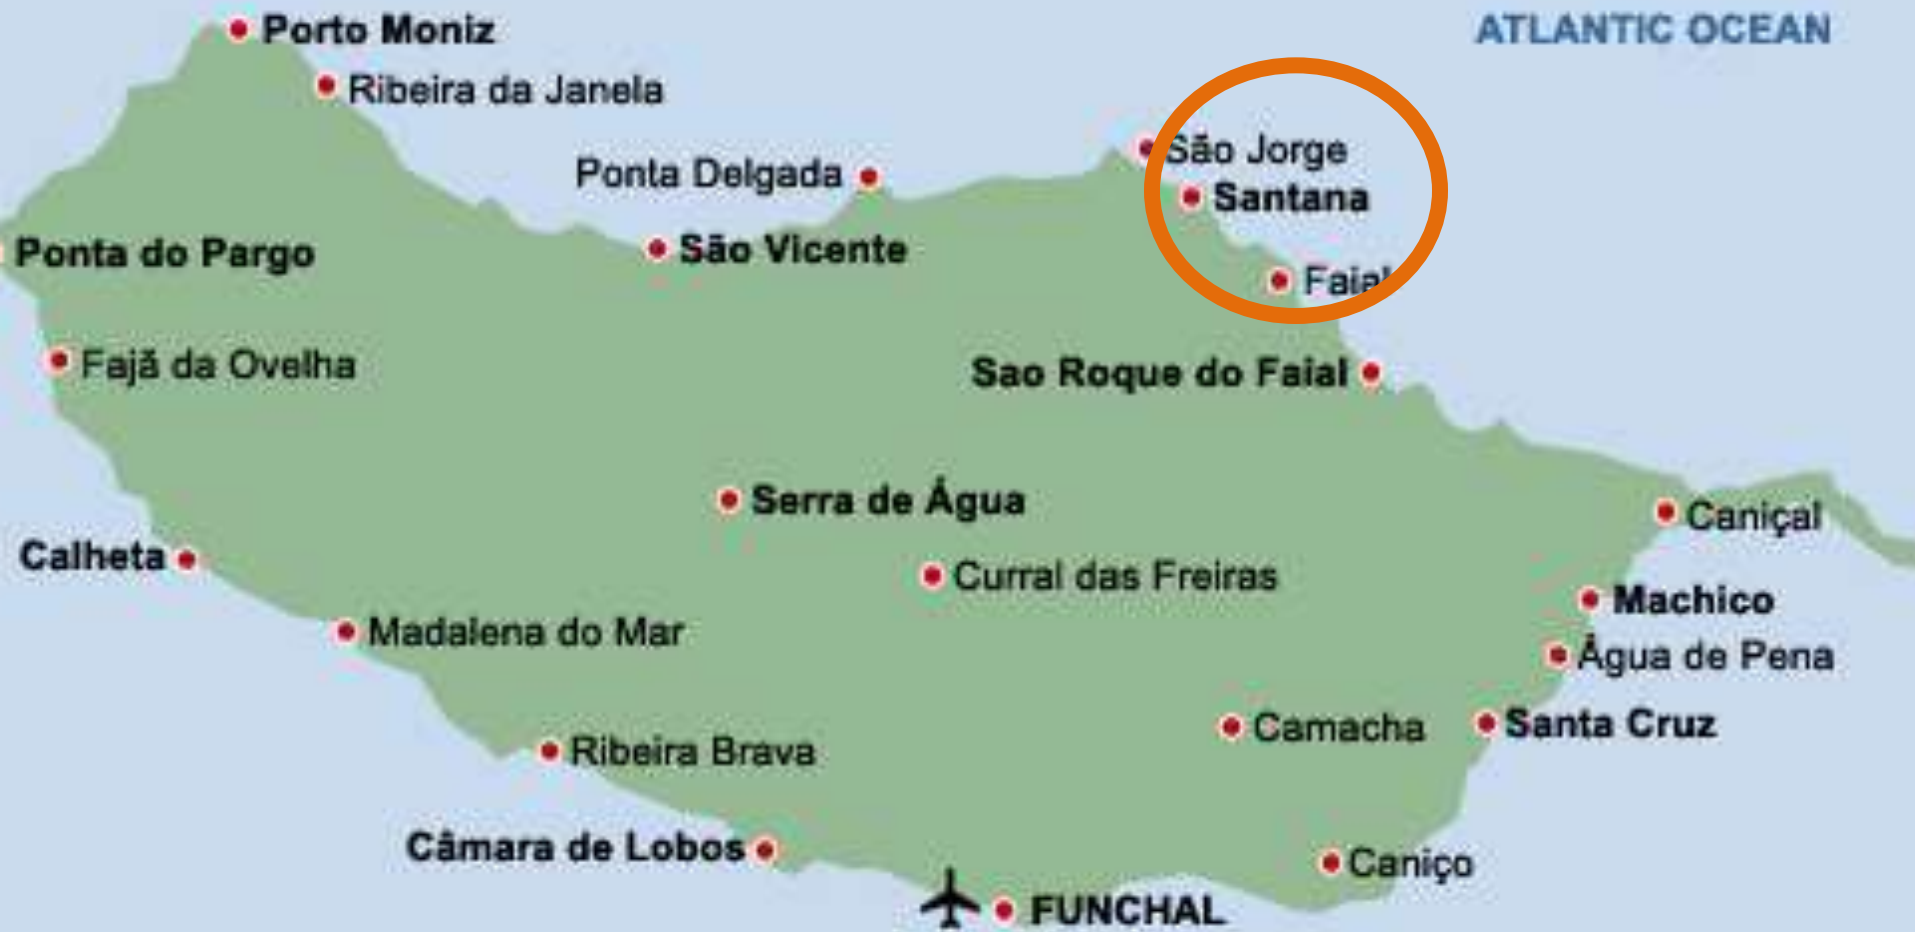 Porto Moniz
ATLANTIC OCEAN
Ribeira da Janela
São Jorge
Ponta Delgada
Santana
São Vicente
Ponta do Pargo
Faial
Fajã da Ovelha
Sao Roque do Faial
Serra de Água
Caniçal
Calheta
Curral das Freiras
Machico
Madalena do Mar
Água de Pena
Camacha
Santa Cruz
Ribeira Brava
Câmara de Lobos
Caniço
FUNCHAL